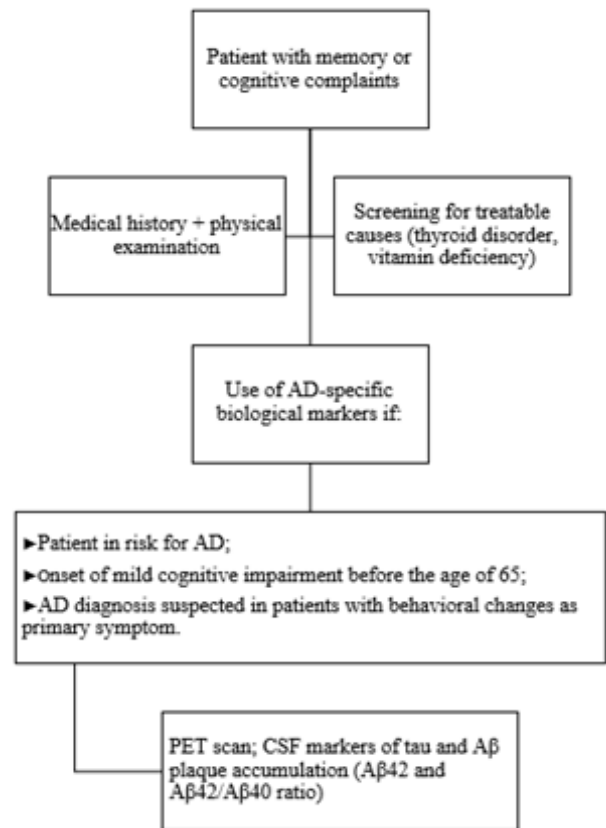 Patient with memory or
cognitive complaints
Medical history + physical
examination
Screening for treatable
causes (thyroid disorder,
vitamin deficiency)
Use of AD-specific
biological markers if:
►Patient in risk for AD;
►Onset of mild cognitive impairment before the age of 65;
►AD diagnosis suspected in patients with behavioral changes as
primary symptom.
PET scan; CSF markers of tau and Aβ
plaque accumulation (Aβ42 and
Aβ42/Aβ40 ratio)